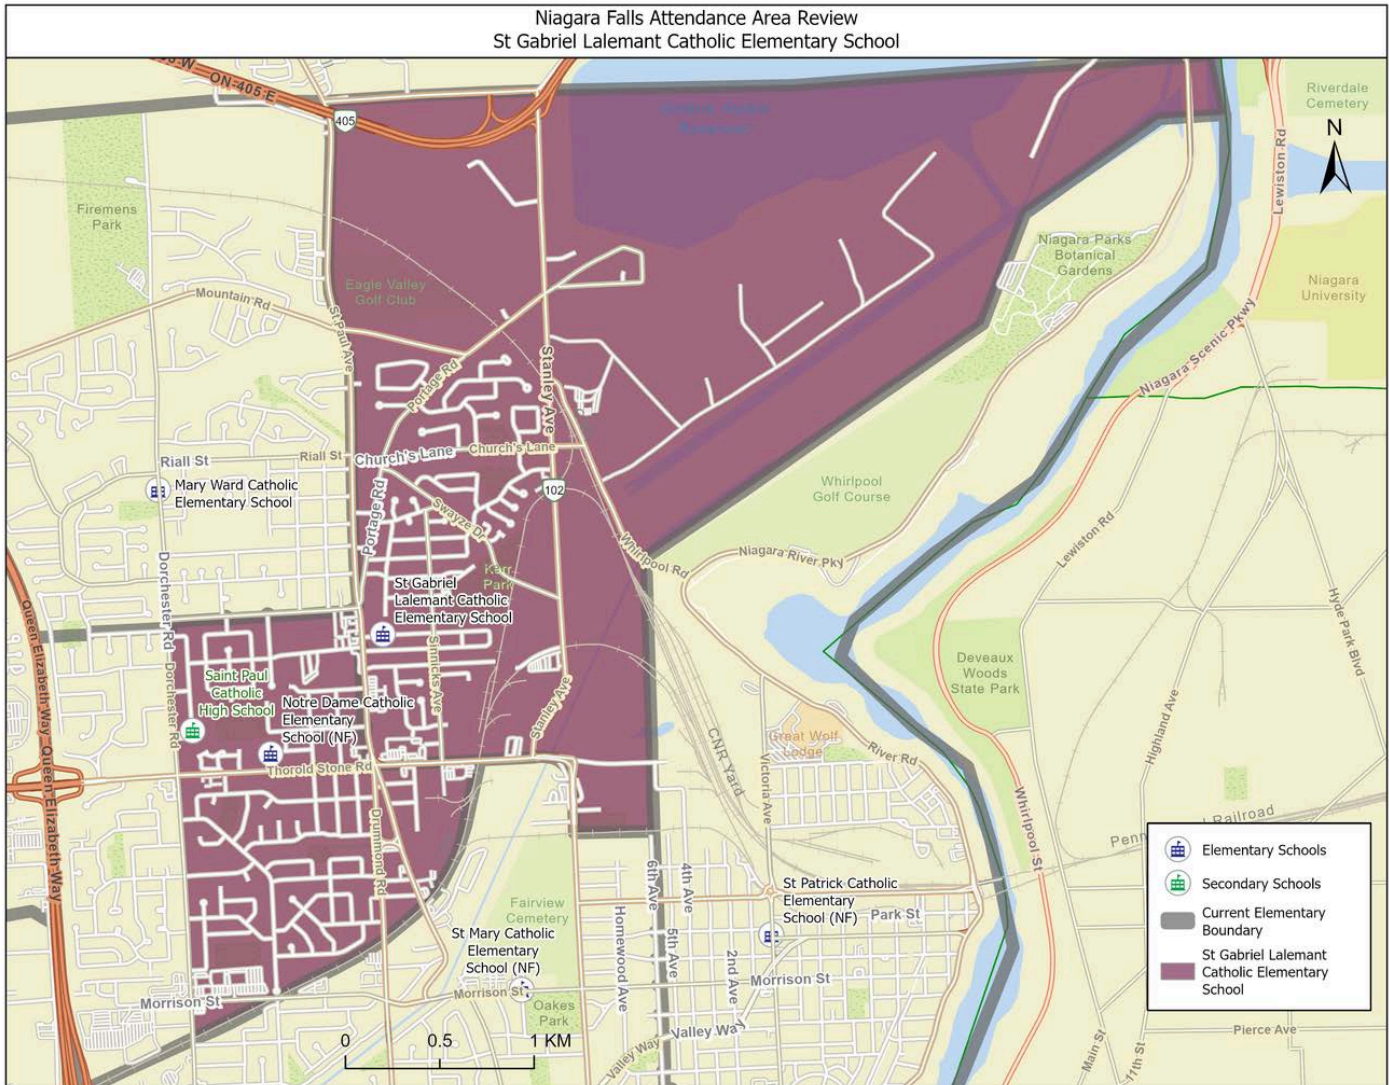 Niagara Falls Attendance Area Review
St Gabriel Lalemant Catholic Elementary School
ON-405 E
405
Riverdale
Cemetery
N
Lewiston Rd
Firemens
Park
Niagara Parks
Botanical
Gardens
Niagara
University
Eagle Valley
Golf Club
Mountain Rd
St Paul Ave
Portage Rd
Stanley Ave
Niagara Scenic Pkwy
Riall St
Riall St
Church's Lane
Church's Lane
Mary Ward Catholic
Elementary School
102
Whirlpool
Golf Course
Portage Rd
Swayze Dr
Whirlpool Rd
Niagara River Pky
Lewiston Rd
Kerr
Park
St Gabriel
Lalemant Catholic
Elementary School
Dorchester Rd
Queen Elizabeth Way
Queen Elizabeth Way
Hyde Park Blvd
Sinnicks Ave
Deveaux
Woods
State Park
Saint Paul
Catholic
High School
Dorchester Rd
Notre Dame Catholic
Elementary
School (NF)
Stanley Ave
Highland Ave
Great Wolf
Lodge
River Rd
CNR Yard
Victoria Ave
Thorold Stone Rd
Whirlpool St
Drummond Rd
Railroad
Elementary Schools
Secondary Schools
Current Elementary
Boundary
St Gabriel Lalemant
Catholic Elementary
School
6th Ave
4th Ave
St Patrick Catholic
Elementary
School (NF)
Park St
Fairview
Cemetery
Homewood Ave
5th Ave
2nd Ave
St Mary Catholic
Elementary
School (NF)
Morrison St
Morrison St
Morrison St
Oakes
Park
Valley Way
Valley Way
0 0.5 1 KM
Main St
11th St
Pierce Ave